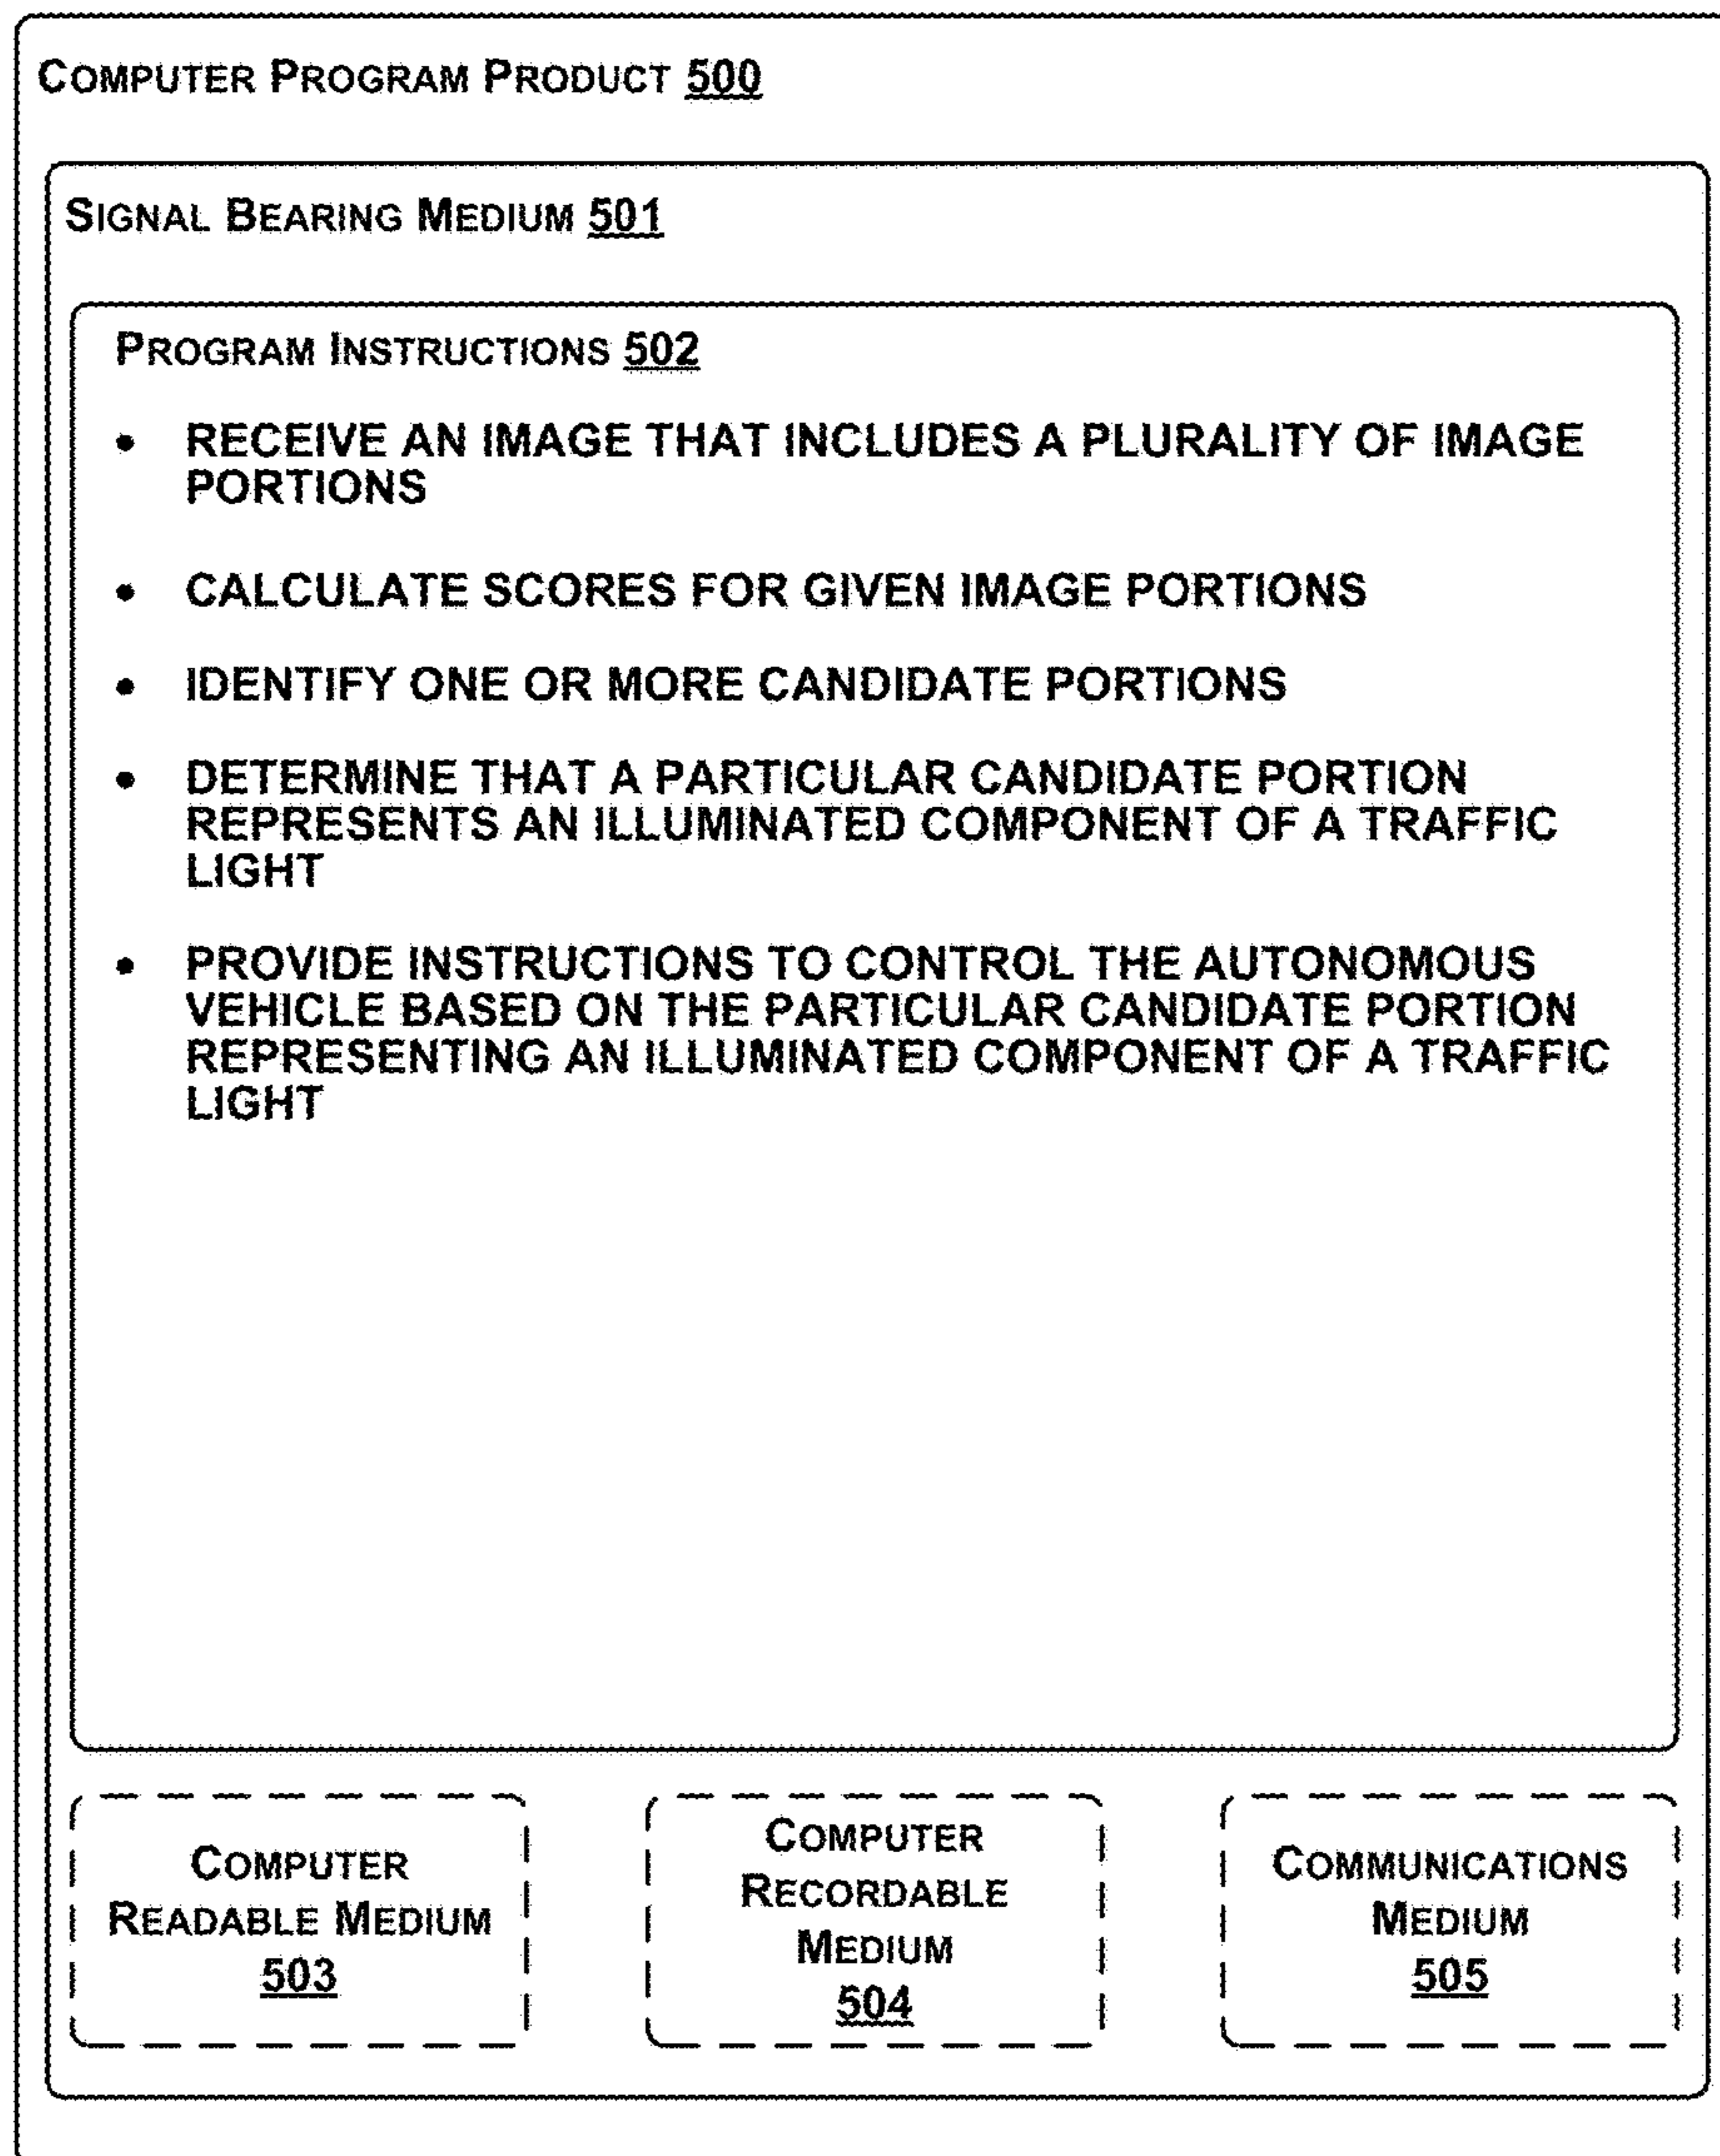 COMPUTER PROGRAM PRODUCT 500
SIGNAL BEARING MEDIUM 501
PROGRAM INSTRUCTIONS 502
• RECEIVE AN IMAGE THAT INCLUDES A PLURALITY OF IMAGE
PORTIONS
• CALCULATE SCORES FOR GIVEN IMAGE PORTIONS
• IDENTIFY ONE OR MORE CANDIDATE PORTIONS
• DETERMINE THAT A PARTICULAR CANDIDATE PORTION
REPRESENTS AN ILLUMINATED COMPONENT OF A TRAFFIC
LIGHT
• PROVIDE INSTRUCTIONS TO CONTROL THE AUTONOMOUS
VEHICLE BASED ON THE PARTICULAR CANDIDATE PORTION
REPRESENTING AN ILLUMINATED COMPONENT OF A TRAFFIC
LIGHT
COMPUTER
READABLE MEDIUM
503
COMPUTER
RECORDABLE
MEDIUM
504
COMMUNICATIONS
MEDIUM
505